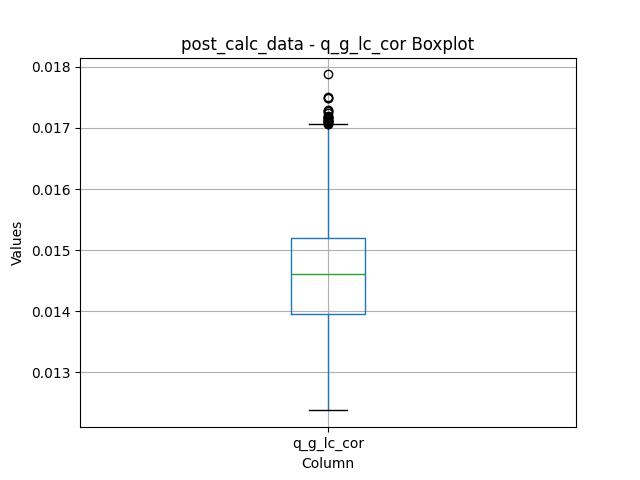 post_calc_data - q_g_lc_cor Boxplot
0.018
0.017
0.016
0.015
0.014
0.013
Values
q_g_lc_cor
Column